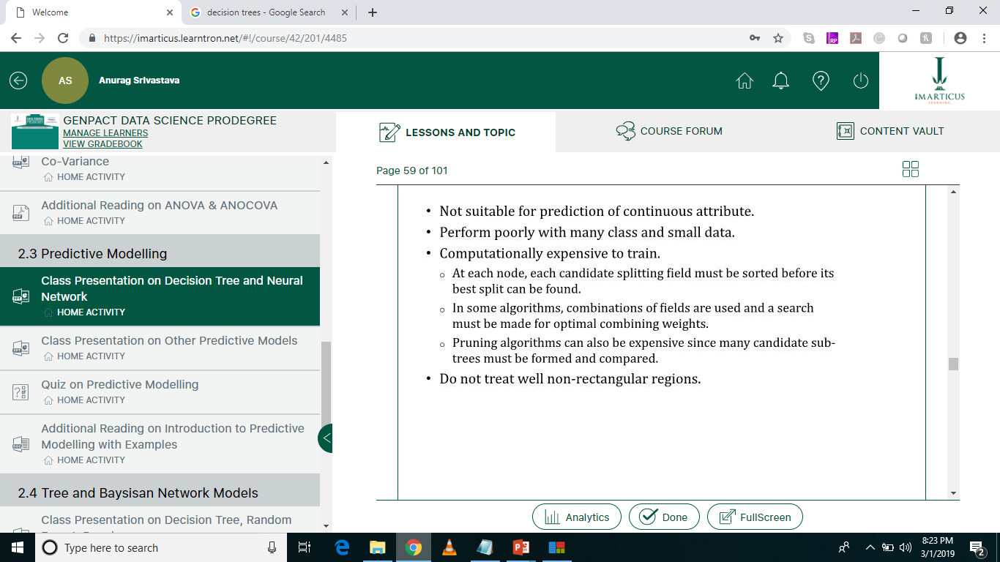 Welcome
decision trees - Google Search
https://imarticus.learntron.net/#!/course/42/201/4485
AS
Anurag Srivastava
IMARTICUS
LEARNING
GENPACT DATA SCIENCE PRODEGREE
MANAGE LEARNERS
VIEW GRADEBOOK
LESSONS AND TOPIC
COURSE FORUM
CONTENT VAULT
Co-Variance
HOME ACTIVITY
Additional Reading on ANOVA & ANOCOVA
HOME ACTIVITY
2.3 Predictive Modelling
Class Presentation on Decision Tree and Neural
Network
HOME ACTIVITY
Class Presentation on Other Predictive Models
HOME ACTIVITY
Quiz on Predictive Modelling
HOME ACTIVITY
Additional Reading on Introduction to Predictive
Modelling with Examples
HOME ACTIVITY
2.4 Tree and Baysisan Network Models
Class Presentation on Decision Tree, Random
Page 59 of 101
• Not suitable for prediction of continuous attribute.
• Perform poorly with many class and small data.
• Computationally expensive to train.
o At each node, each candidate splitting field must be sorted before its
best split can be found.
o In some algorithms, combinations of fields are used and a search
must be made for optimal combining weights.
o Pruning algorithms can also be expensive since many candidate sub-
trees must be formed and compared.
• Do not treat well non-rectangular regions.
Analytics
Done
FullScreen
Type here to search
8:23 PM
3/1/2019
2